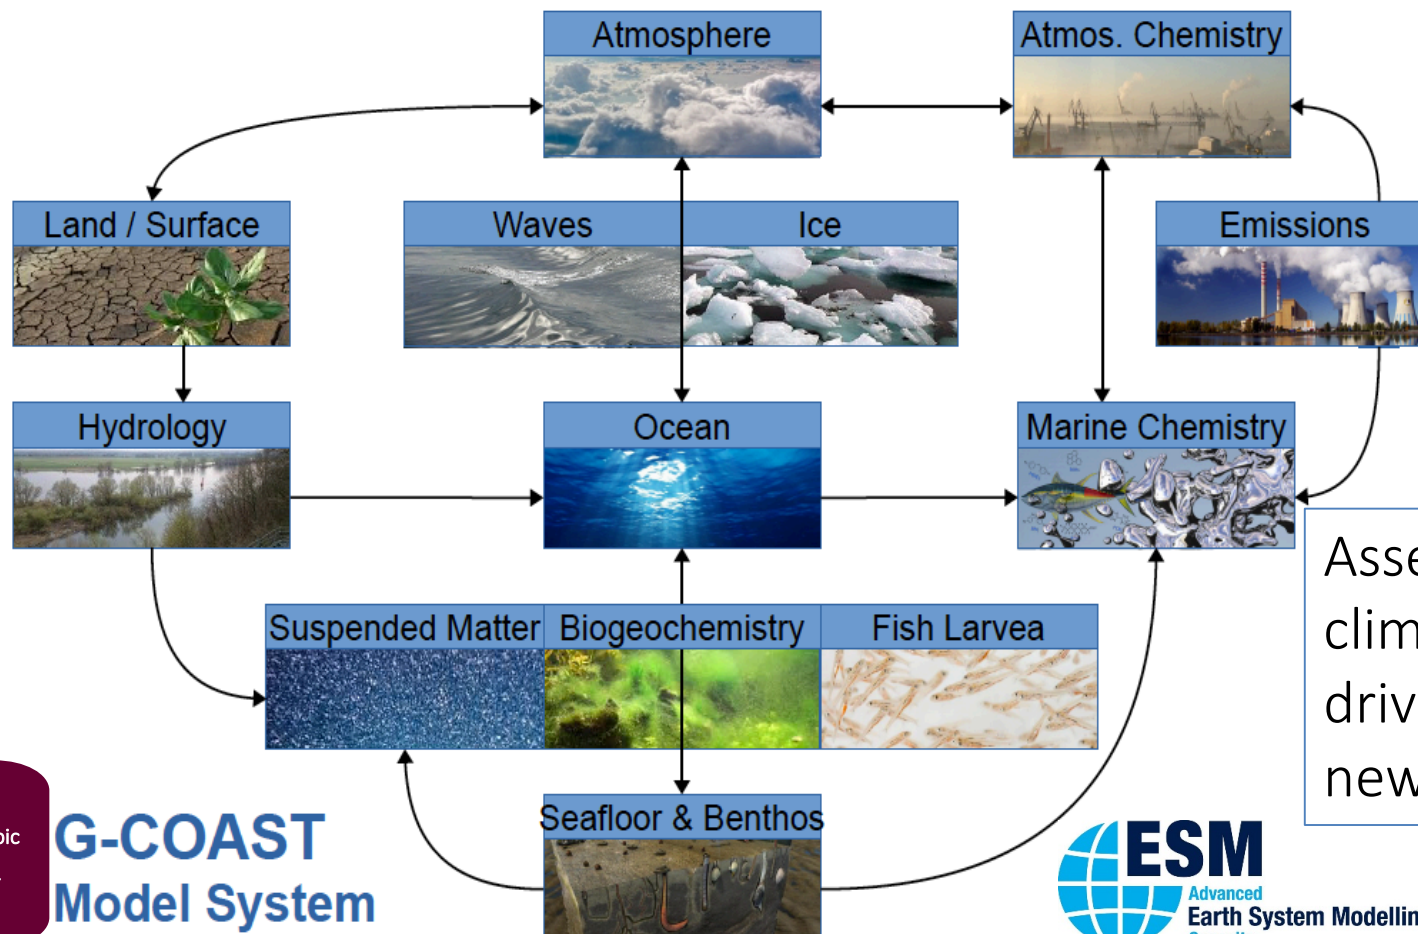 Atmosphere
Atmos. Chemistry
Land / Surface
Waves
Ice
Emissions
Hydrology
Ocean
Marine Chemistry
Suspended Matter
Biogeochemistry
Fish Larvea
Seafloor & Benthos
G-COAST
Model System
ESM
Advanced
Earth System Modellin